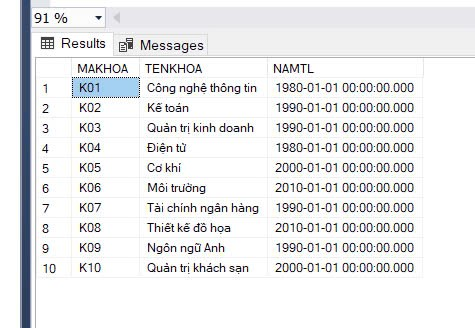 91 %
Results Messages
MAKHOA TENKHOA NAMTL
1 K01 Công nghệ thông tin 1980-01-01 00:00:00.000
2 K02 Kế toán 1990-01-01 00:00:00.000
3 K03 Quản trị kinh doanh 1990-01-01 00:00:00.000
4 K04 Điện tử 1980-01-01 00:00:00.000
5 K05 Cơ khí 2000-01-01 00:00:00.000
6 K06 Môi trường 2010-01-01 00:00:00.000
7 K07 Tài chính ngân hàng 1990-01-01 00:00:00.000
8 K08 Thiết kế đồ họa 2010-01-01 00:00:00.000
9 K09 Ngôn ngữ Anh 1990-01-01 00:00:00.000
10 K10 Quản trị khách sạn 2000-01-01 00:00:00.000